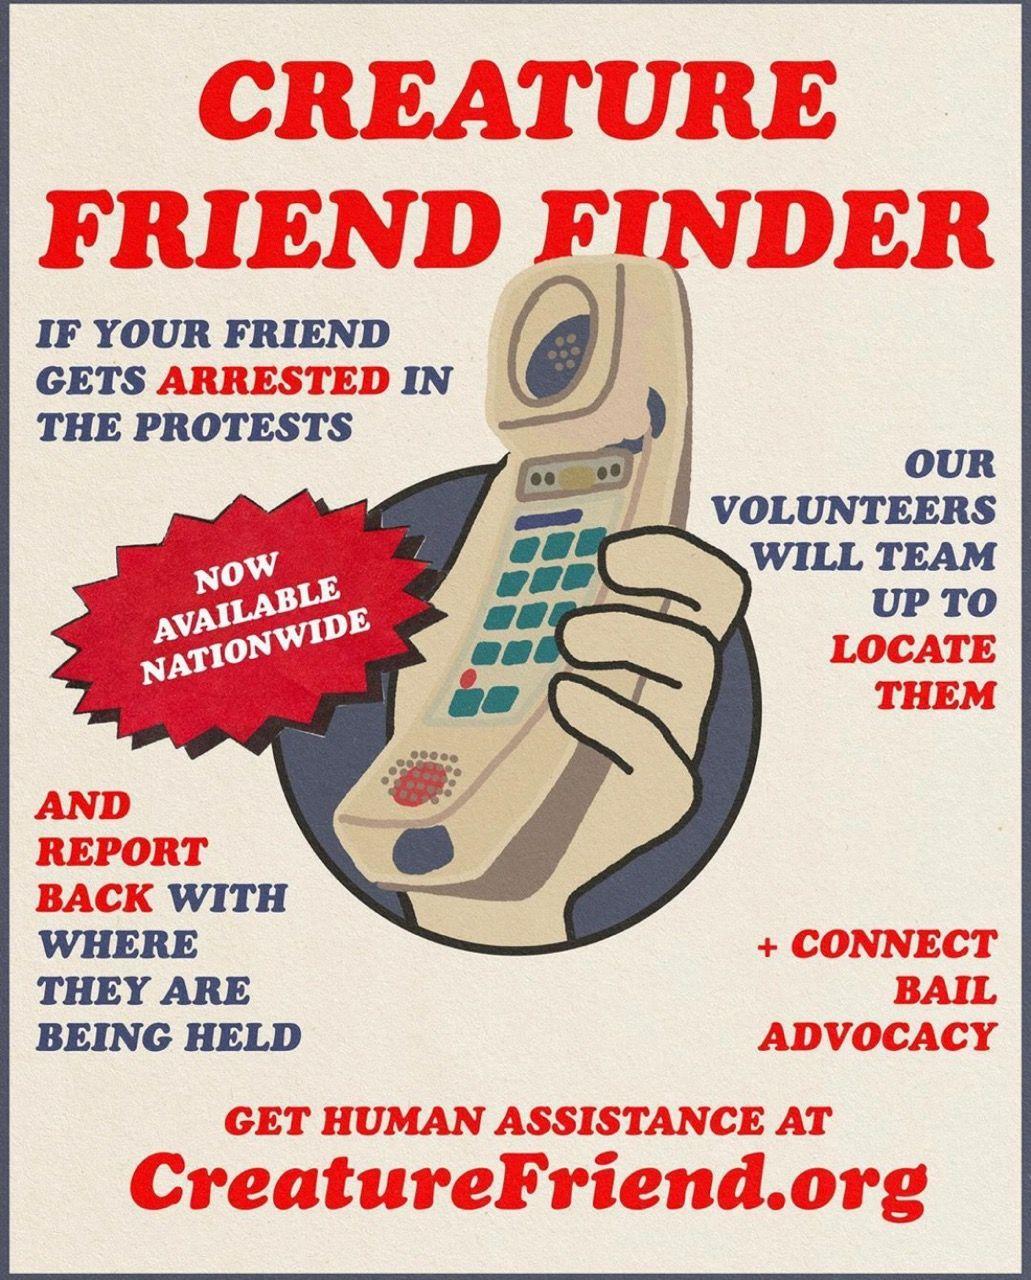 CREATURE
FRIEND FINDER
IF YOUR FRIEND
GETS ARRESTED IN
THE PROTESTS
OUR
VOLUNTEERS
WILL TEAM
UP TO
LOCATE
THEM
NOW
AVAILABLE
NATIONWIDE
AND
REPORT
BACK WITH
WHERE
THEY ARE
BEING HELD
+ CONNECT
BAIL
ADVOCACY
GET HUMAN ASSISTANCE AT
CreatureFriend.org